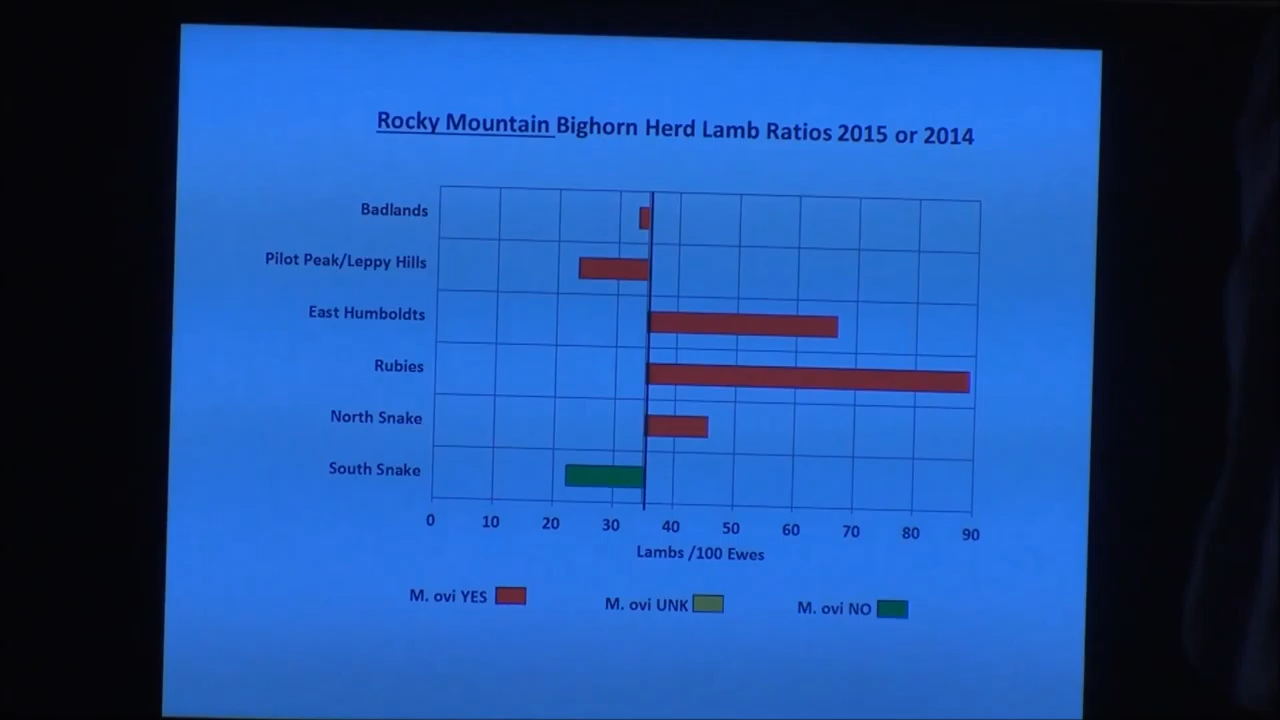 Rocky Mountain Bighorn Herd Lamb Ratios 2015 or 2014
Badlands
Pilot Peak/Leppy Hills
East Humboldts
Rubies
North Snake
South Snake
0 10 20 30 40 50 60 70 80 90
Lambs /100 Ewes
M. ovi YES M. ovi UNK M. ovi NO